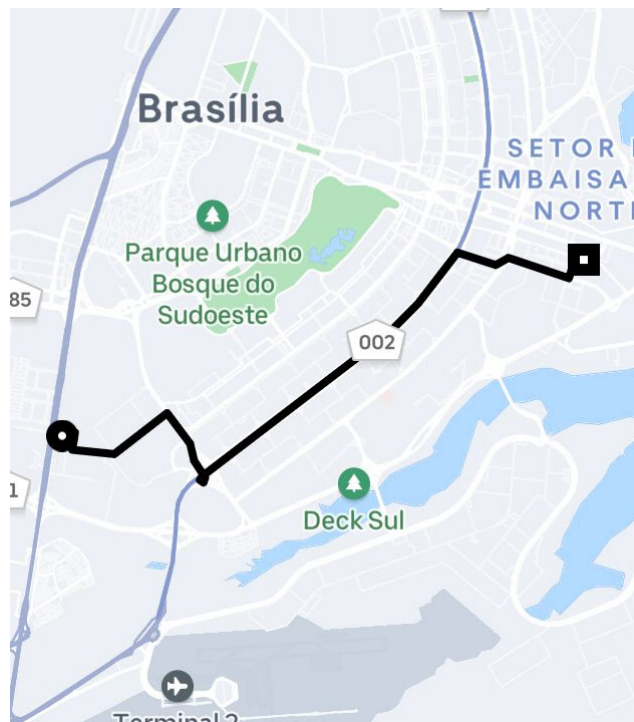 Brasília
SETOR
EMBAISA
NORT
Parque Urbano
Bosque do
Sudoeste
85
002
1
Deck Sul
Terminal 2